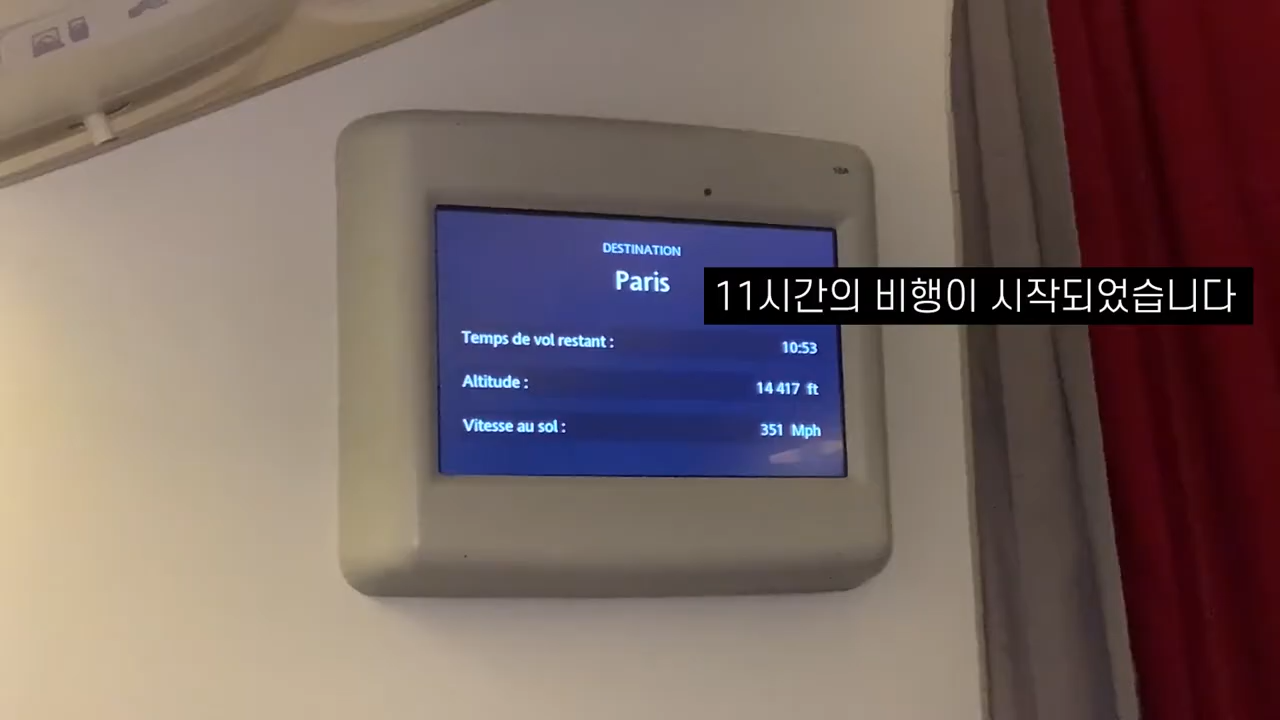 DESTINATION
Paris
11시간의 비행이 시작되었습니다
Temps de vol restant : 10:53
Altitude : 14 417 ft
Vitesse au sol : 351 Mph